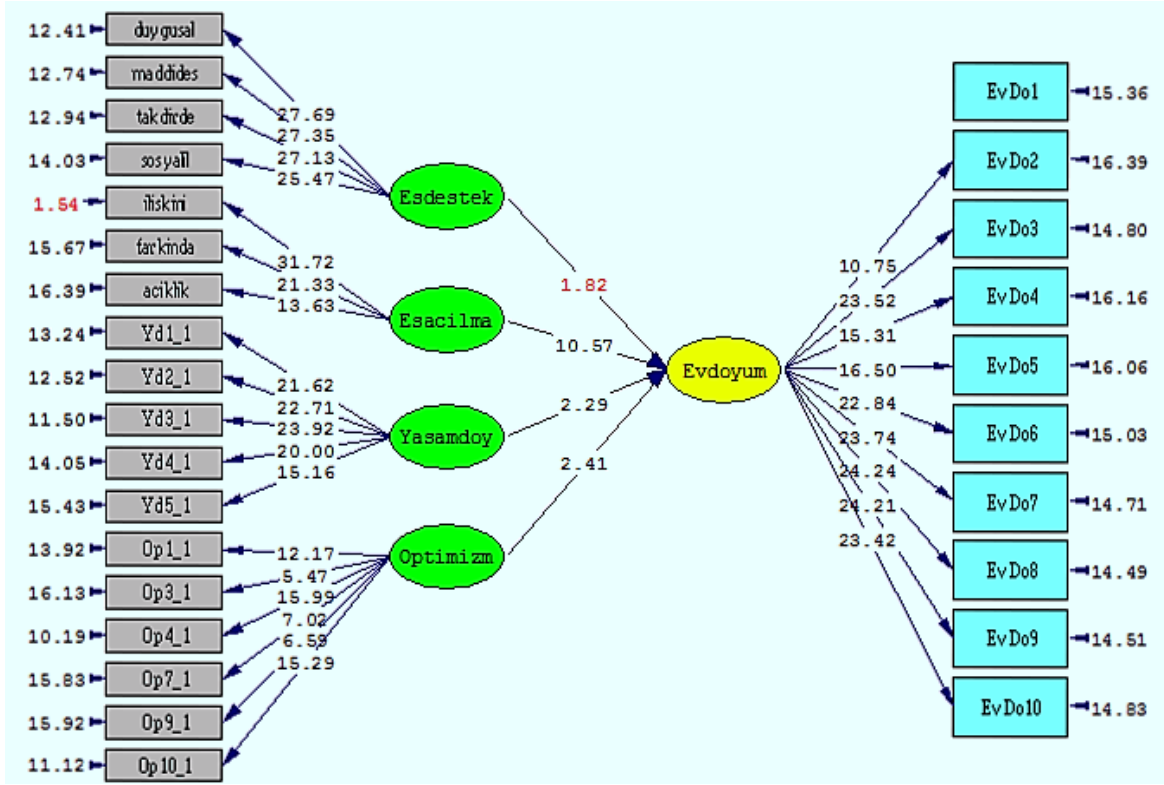 12.41 duygusal
12.74 maddides
12.94 takdirde
14.03 sosyall
1.54 iliskini
15.67 farkinda
16.39 aciklik
13.24 Yd1_1
12.52 Yd2_1
11.50 Yd3_1
14.05 Yd4_1
15.43 Yd5_1
13.92 Op1_1
16.13 Op3_1
10.19 Op4_1
15.83 Op7_1
15.92 Op9_1
11.12 Op10_1
27.69
27.35
27.13
25.47
31.72
21.33
13.63
21.62
22.71
23.92
20.00
15.16
12.17
5.47
15.99
7.02
6.59
15.29
Esdestek
Esacilma
Yasamdoy
Optimizm
1.82
10.57
2.29
2.41
Evdoyum
10.75
23.52
15.31
16.50
22.84
23.74
24.24
24.21
23.42
EvDo1 15.36
EvDo2 16.39
EvDo3 14.80
EvDo4 16.16
EvDo5 16.06
EvDo6 15.03
EvDo7 14.71
EvDo8 14.49
EvDo9 14.51
EvDo10 14.83